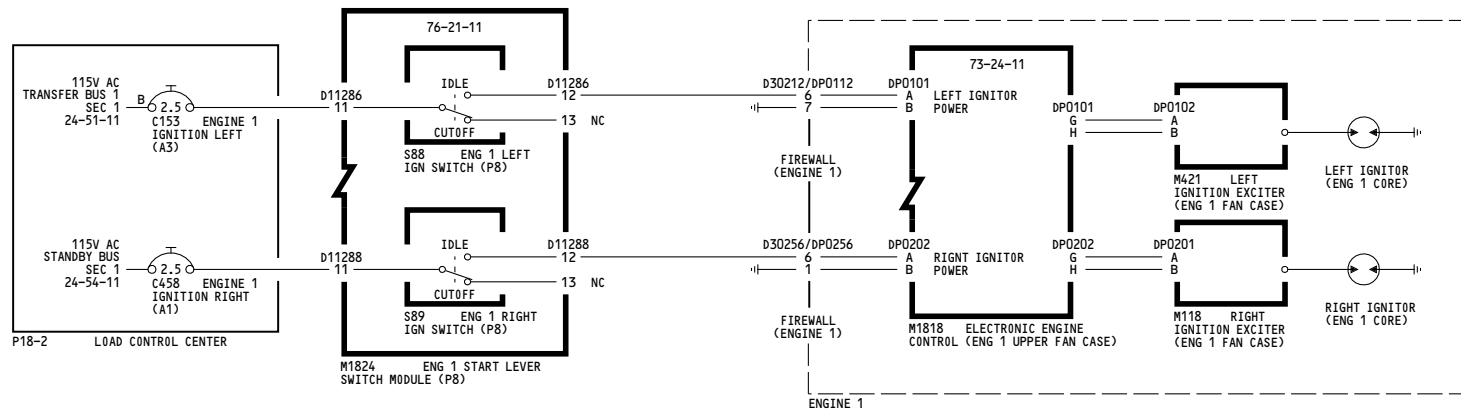 76-21-11
115V AC
TRANSFER BUS 1
SEC 1
24-51-11
B
2.5
C153 ENGINE 1
IGNITION LEFT
(A3)
D11286
11
IDLE
CUTOFF
D11286
12
13 NC
S88 ENG 1 LEFT
IGN SWITCH (P8)
115V AC
STANDBY BUS
SEC 1
24-54-11
2.5
C458 ENGINE 1
IGNITION RIGHT
(A1)
P18-2 LOAD CONTROL CENTER
D11288
11
IDLE
CUTOFF
D11288
12
13 NC
S89 ENG 1 RIGHT
IGN SWITCH (P8)
M1824 ENG 1 START LEVER
SWITCH MODULE (P8)
D30212/DP0112
6
7
FIREWALL
(ENGINE 1)
D30256/DP0256
6
1
FIREWALL
(ENGINE 1)
73-24-11
DP0101
A LEFT IGNITOR
B POWER
DP0101
G
H
DP0202
A RIGNT IGNITOR
B POWER
DP0202
G
H
M1818 ELECTRONIC ENGINE
CONTROL (ENG 1 UPPER FAN CASE)
DP0102
A
B
M421 LEFT
IGNITION EXCITER
(ENG 1 FAN CASE)
LEFT IGNITOR
(ENG 1 CORE)
DP0201
A
B
M118 RIGHT
IGNITION EXCITER
(ENG 1 FAN CASE)
RIGHT IGNITOR
(ENG 1 CORE)
ENGINE 1